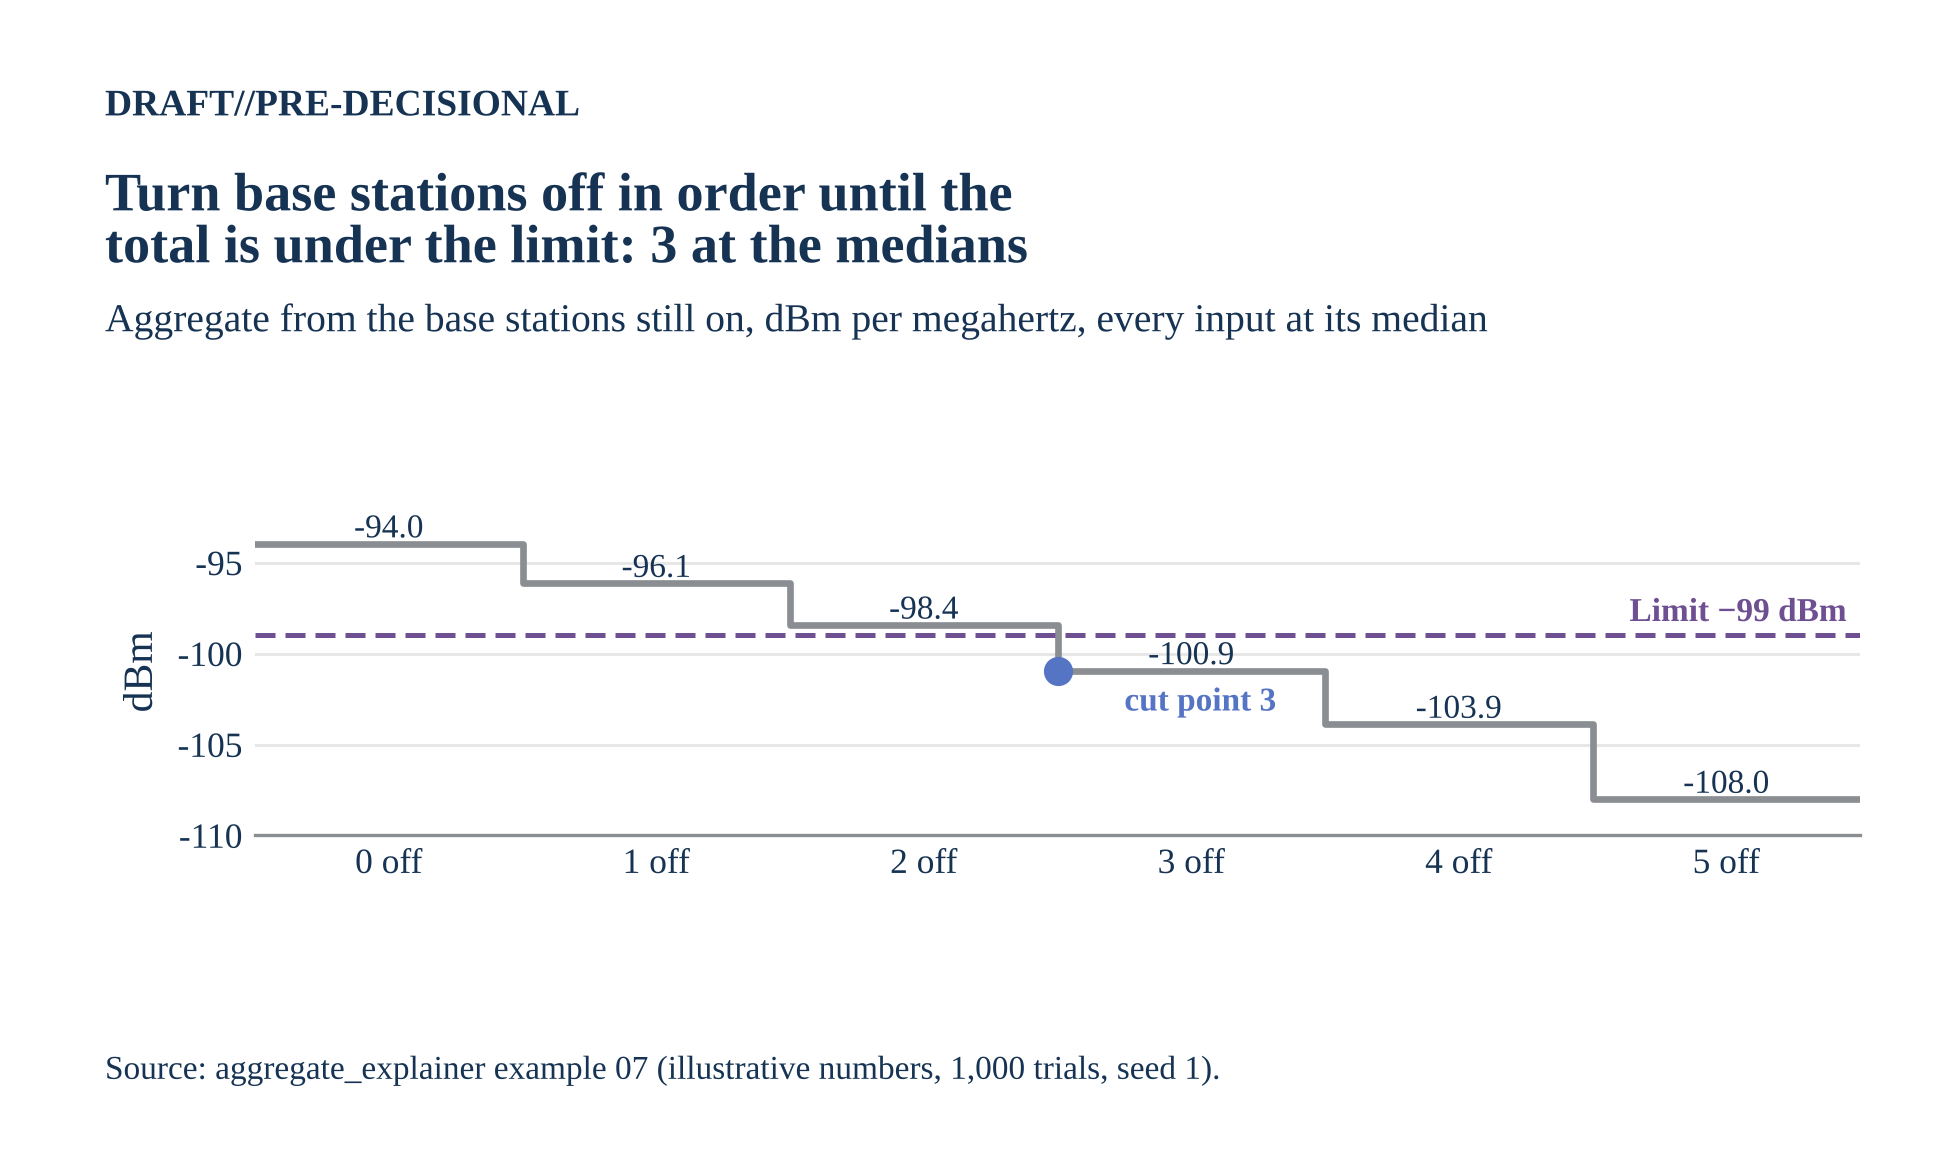 DRAFT//PRE-DECISIONAL
Turn base stations off in order until the
total is under the limit: 3 at the medians
Aggregate from the base stations still on, dBm per megahertz, every input at its median
-94.0
-95
-96.1
-98.4
Limit −99 dBm
dBm
-100
-100.9
cut point 3
-103.9
-105
-108.0
-110
0 off 1 off 2 off 3 off 4 off 5 off
Source: aggregate_explainer example 07 (illustrative numbers, 1,000 trials, seed 1).